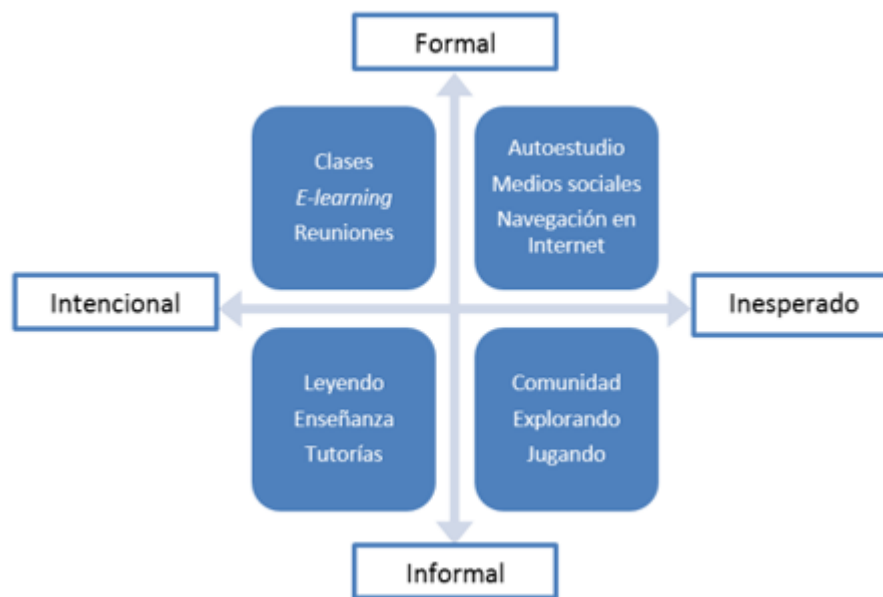 Formal
Clases
E-learning
Reuniones
Autoestudio
Medios sociales
Navegación en
Internet
Intencional
Inesperado
Leyendo
Enseñanza
Tutorías
Comunidad
Explorando
Jugando
Informal